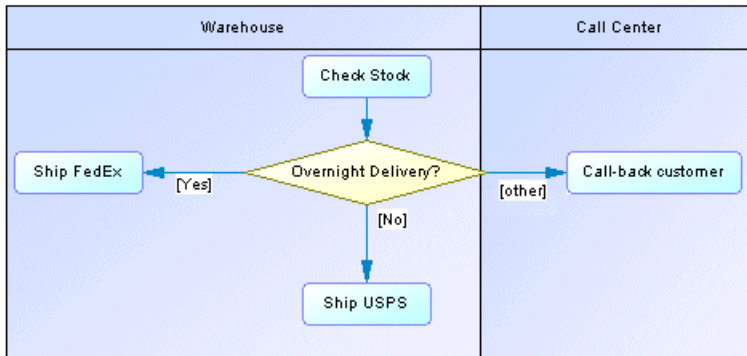 Warehouse
Call Center
Check Stock
Ship FedEx
Overnight Delivery?
Call-back customer
[Yes]
[other]
[No]
Ship USPS